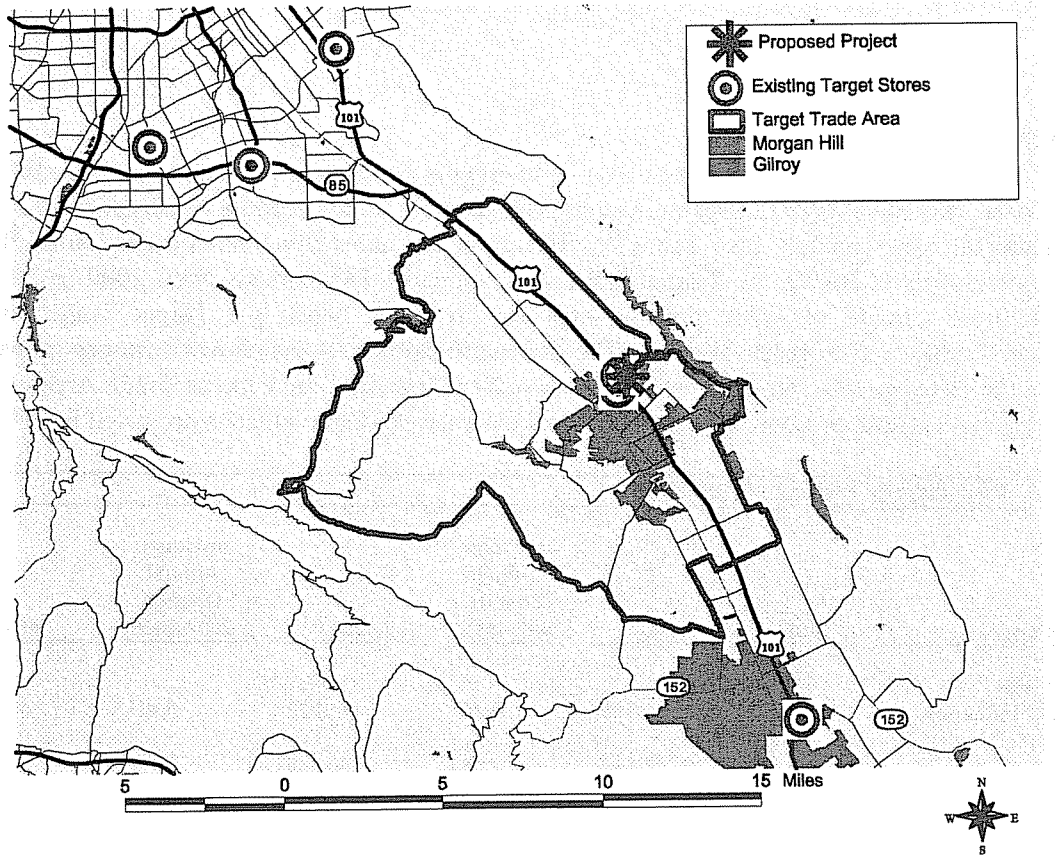 Proposed Project
Existing Target Stores
Target Trade Area
Morgan Hill
Gilroy
101
85
101
101
152
152
5 0 5 10 15 Miles
N
W E
S